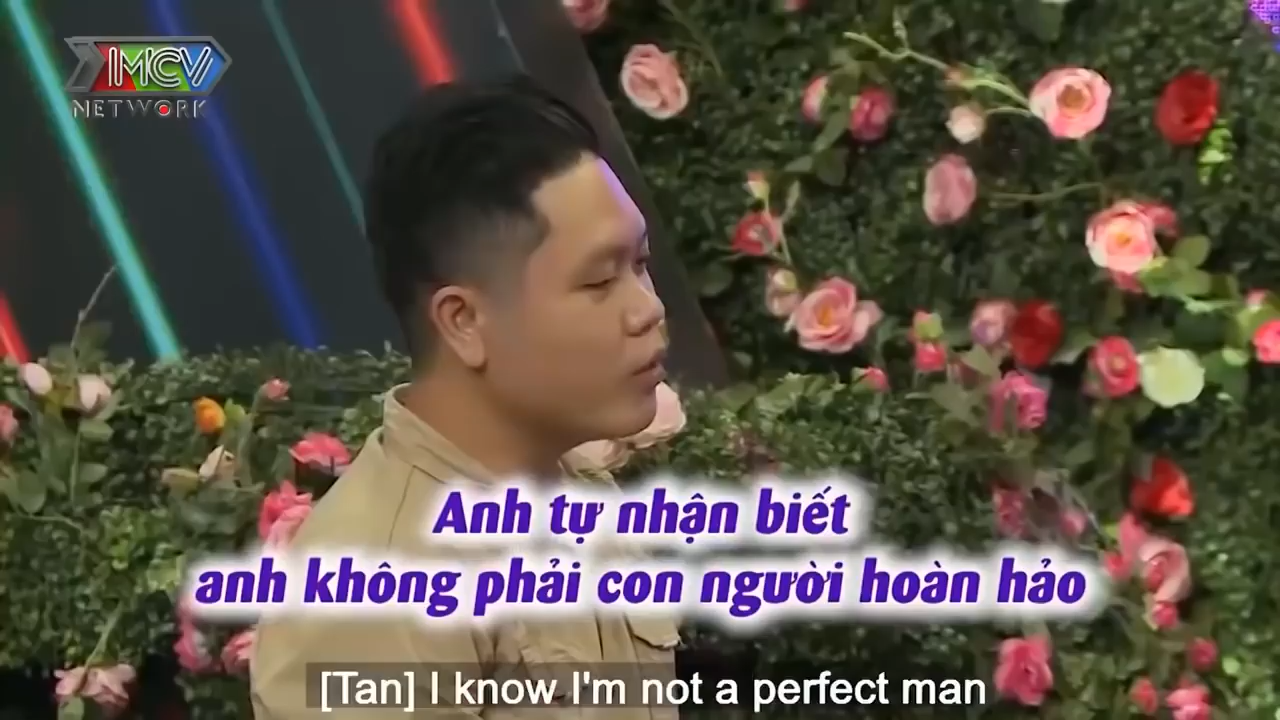 MCV
NETWORK
Anh tự nhận biết
anh không phải con người hoàn hảo
[Tan] I know I'm not a perfect man